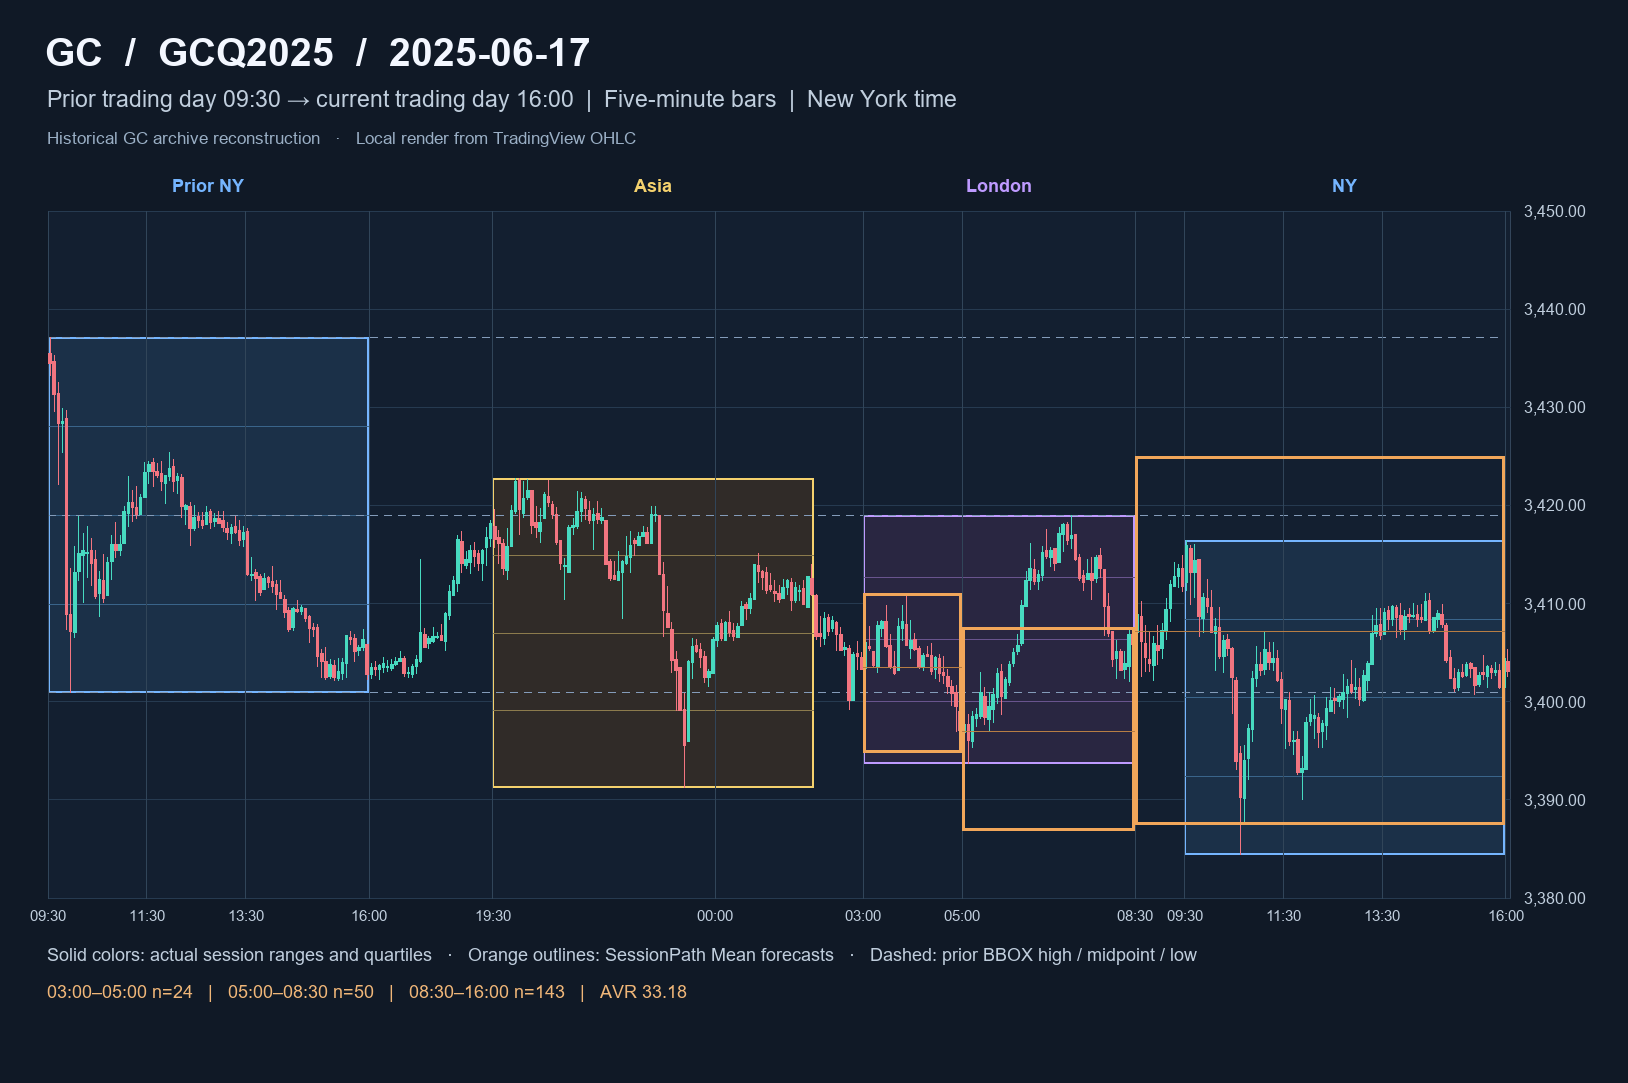 GC / GCQ2025 / 2025-06-17
Prior trading day 09:30 → current trading day 16:00 | Five-minute bars | New York time
Historical GC archive reconstruction · Local render from TradingView OHLC
Prior NY Asia London NY
3,450.00
3,440.00
3,430.00
3,420.00
3,410.00
3,400.00
3,390.00
3,380.00
09:30 11:30 13:30 16:00 19:30 00:00 03:00 05:00 08:30 09:30 11:30 13:30 16:00
Solid colors: actual session ranges and quartiles · Orange outlines: SessionPath Mean forecasts · Dashed: prior BBOX high / midpoint / low
03:00–05:00 n=24 | 05:00–08:30 n=50 | 08:30–16:00 n=143 | AVR 33.18